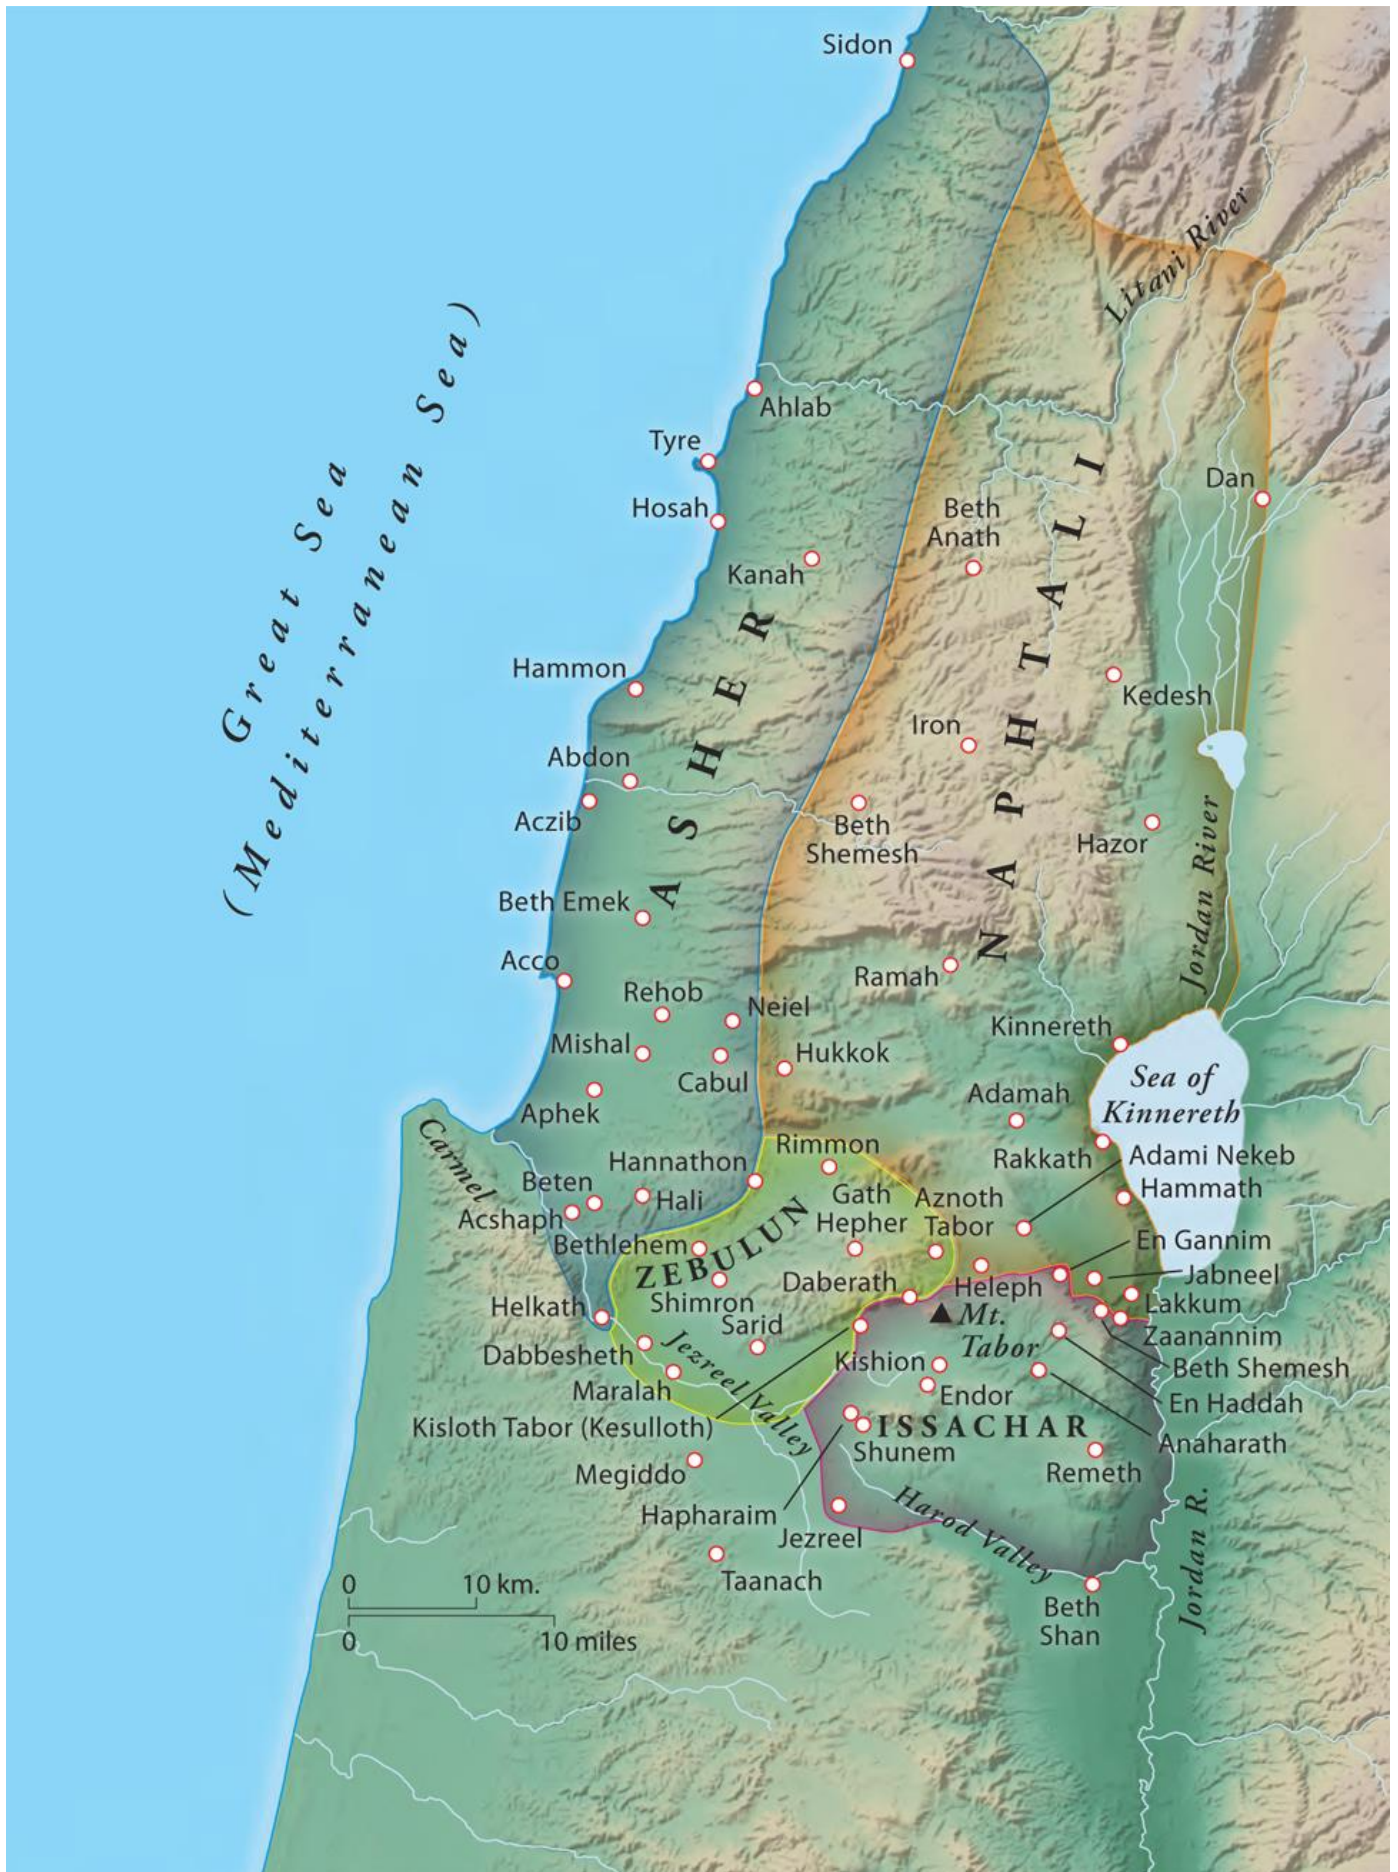 Sidon
Litani River
Great Sea
(Mediterranean Sea)
Ahlab
Tyre
Hosah
Kanah
Dan
Beth
Anath
NAPHTALI
ASHER
Hammon
Kedesh
Iron
Abdon
Aczib
Beth
Shemesh
Hazor
Jordan River
Beth Emek
Acco
Ramah
Rehob
Neiel
Kinnereth
Mishal
Hukkok
Cabul
Sea of
Kinnereth
Aphek
Adamah
Carmel
Rimmon
Rakkath
Adami Nekeb
Hannathon
Hammath
Beten
Hali
Gath
Hepher
Aznoth
Tabor
Acshaph
Bethlehem
ZEBULUN
En Gannim
Daberath
Heleph
Jabneel
Shimron
Lakkum
Helkath
Sarid
Mt.
Tabor
Zaanannim
Dabbesheth
Jezreel Valley
Kishion
Beth Shemesh
Maralah
Endor
En Haddah
Kisloth Tabor (Kesulloth)
ISSACHAR
Anaharath
Shunem
Megiddo
Remeth
Hapharaim
Harod Valley
Jezreel
Jordan R.
Taanach
0 10 km.
Beth
Shan
0 10 miles